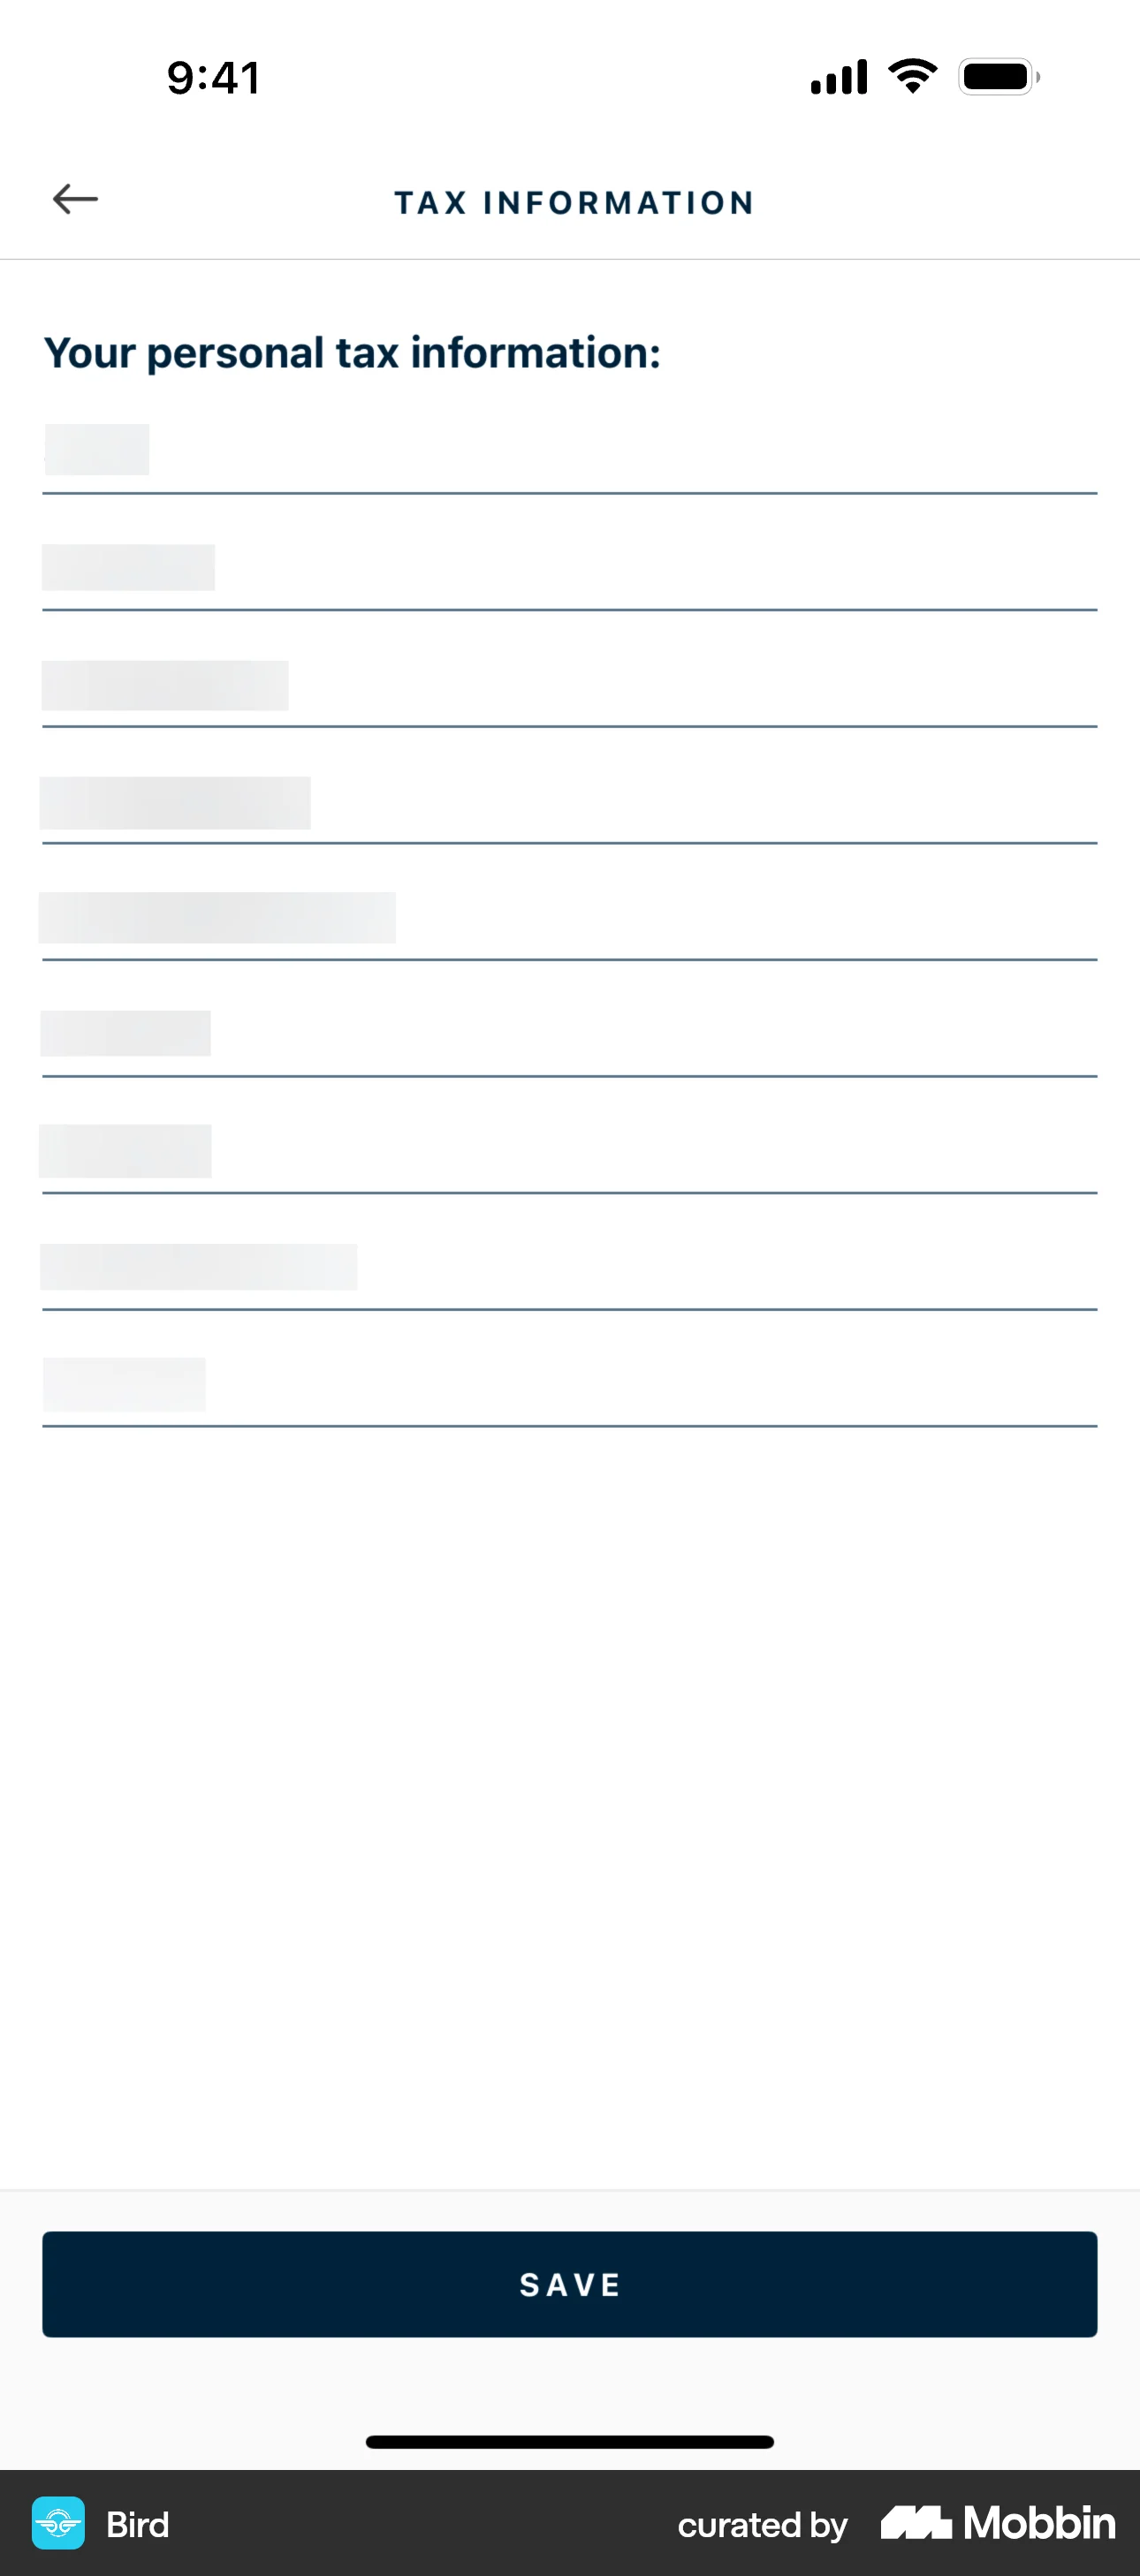 9:41
TAX INFORMATION
Your personal tax information:
SAVE
Bird
curated by Mobbin